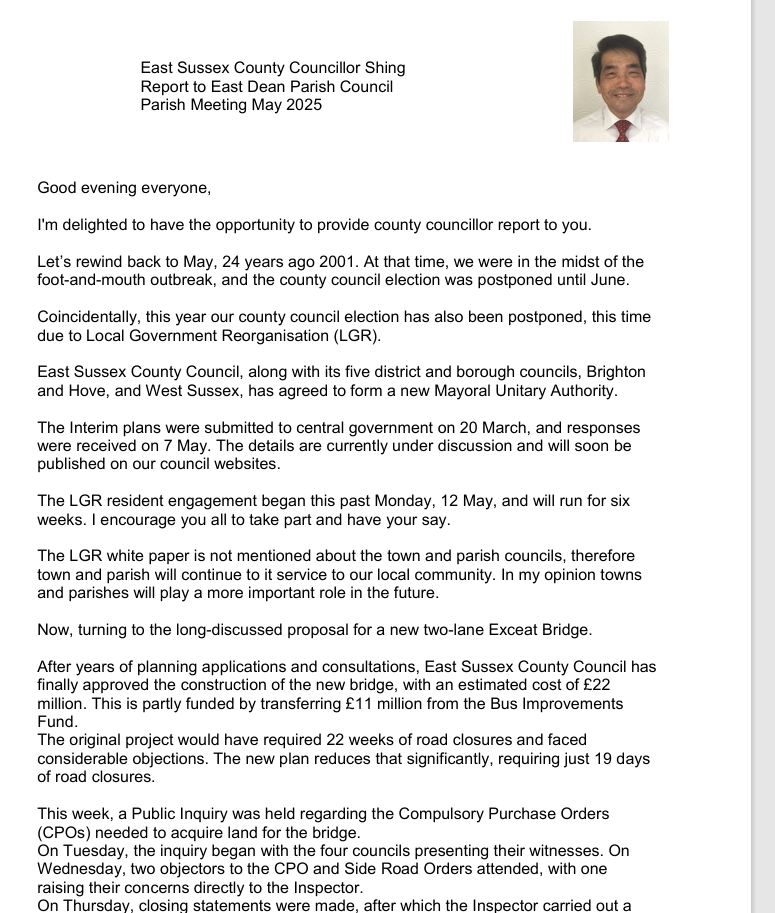 East Sussex County Councillor Shing
Report to East Dean Parish Council
Parish Meeting May 2025
Good evening everyone,
I'm delighted to have the opportunity to provide county councillor report to you.
Let’s rewind back to May, 24 years ago 2001. At that time, we were in the midst of the
foot-and-mouth outbreak, and the county council election was postponed until June.
Coincidentally, this year our county council election has also been postponed, this time
due to Local Government Reorganisation (LGR).
East Sussex County Council, along with its five district and borough councils, Brighton
and Hove, and West Sussex, has agreed to form a new Mayoral Unitary Authority.
The Interim plans were submitted to central government on 20 March, and responses
were received on 7 May. The details are currently under discussion and will soon be
published on our council websites.
The LGR resident engagement began this past Monday, 12 May, and will run for six
weeks. I encourage you all to take part and have your say.
The LGR white paper is not mentioned about the town and parish councils, therefore
town and parish will continue to it service to our local community. In my opinion towns
and parishes will play a more important role in the future.
Now, turning to the long-discussed proposal for a new two-lane Exceat Bridge.
After years of planning applications and consultations, East Sussex County Council has
finally approved the construction of the new bridge, with an estimated cost of £22
million. This is partly funded by transferring £11 million from the Bus Improvements
Fund.
The original project would have required 22 weeks of road closures and faced
considerable objections. The new plan reduces that significantly, requiring just 19 days
of road closures.
This week, a Public Inquiry was held regarding the Compulsory Purchase Orders
(CPOs) needed to acquire land for the bridge.
On Tuesday, the inquiry began with the four councils presenting their witnesses. On
Wednesday, two objectors to the CPO and Side Road Orders attended, with one
raising their concerns directly to the Inspector.
On Thursday, closing statements were made, after which the Inspector carried out a